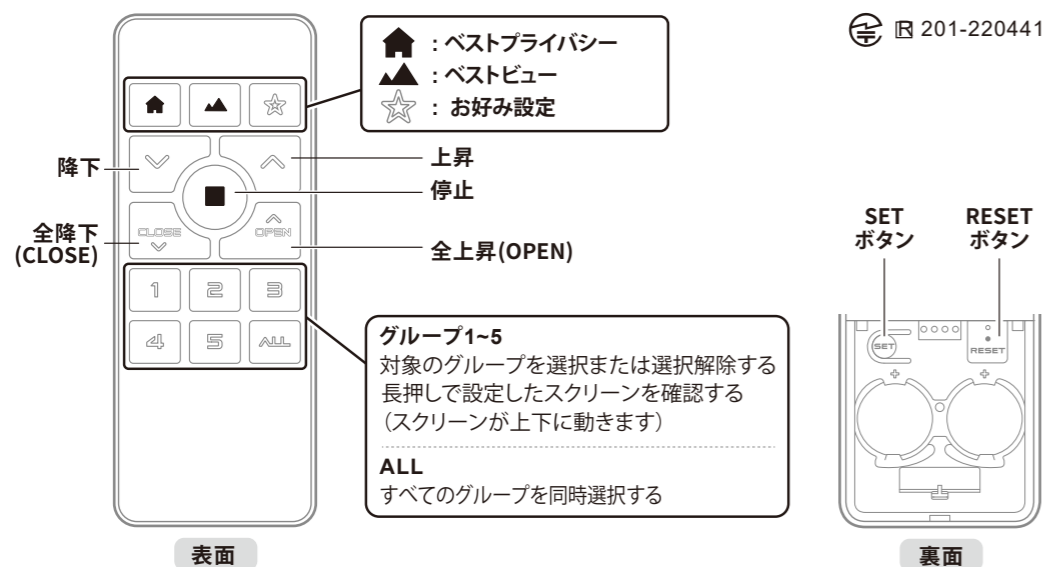 : ベストプライバシー
: ベストビュー
: お好み設定
R 201-220441
降下
上昇
停止
全降下
(CLOSE)
全上昇(OPEN)
CLOSE
OPEN
1 2 3
4 5 ALL
グループ1~5
対象のグループを選択または選択解除する
長押しで設定したスクリーンを確認する
（スクリーンが上下に動きます）
ALL
すべてのグループを同時選択する
表面
SET
ボタン
RESET
ボタン
SET
RESET
+ +
裏面